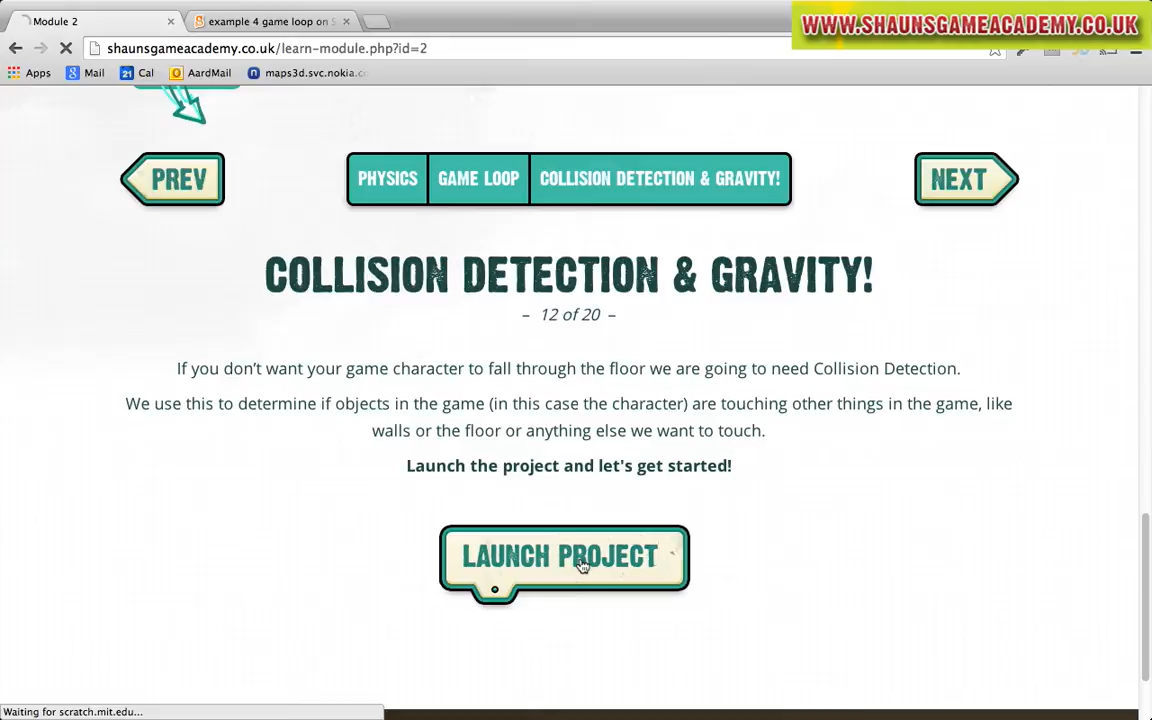 Module 2
example 4 game loop on S
WWW.SHAUNSGAMEACADEMY.CO.UK
shaunsgameacademy.co.uk/learn-module.php?id=2
Apps Mail 21 Cal AardMail maps3d.svc.nokia.co
PREV
PHYSICS GAME LOOP COLLISION DETECTION & GRAVITY!
NEXT
COLLISION DETECTION & GRAVITY!
– 12 of 20 –
If you don’t want your game character to fall through the floor we are going to need Collision Detection.
We use this to determine if objects in the game (in this case the character) are touching other things in the game, like
walls or the floor or anything else we want to touch.
Launch the project and let's get started!
LAUNCH PROJECT
Waiting for scratch.mit.edu...